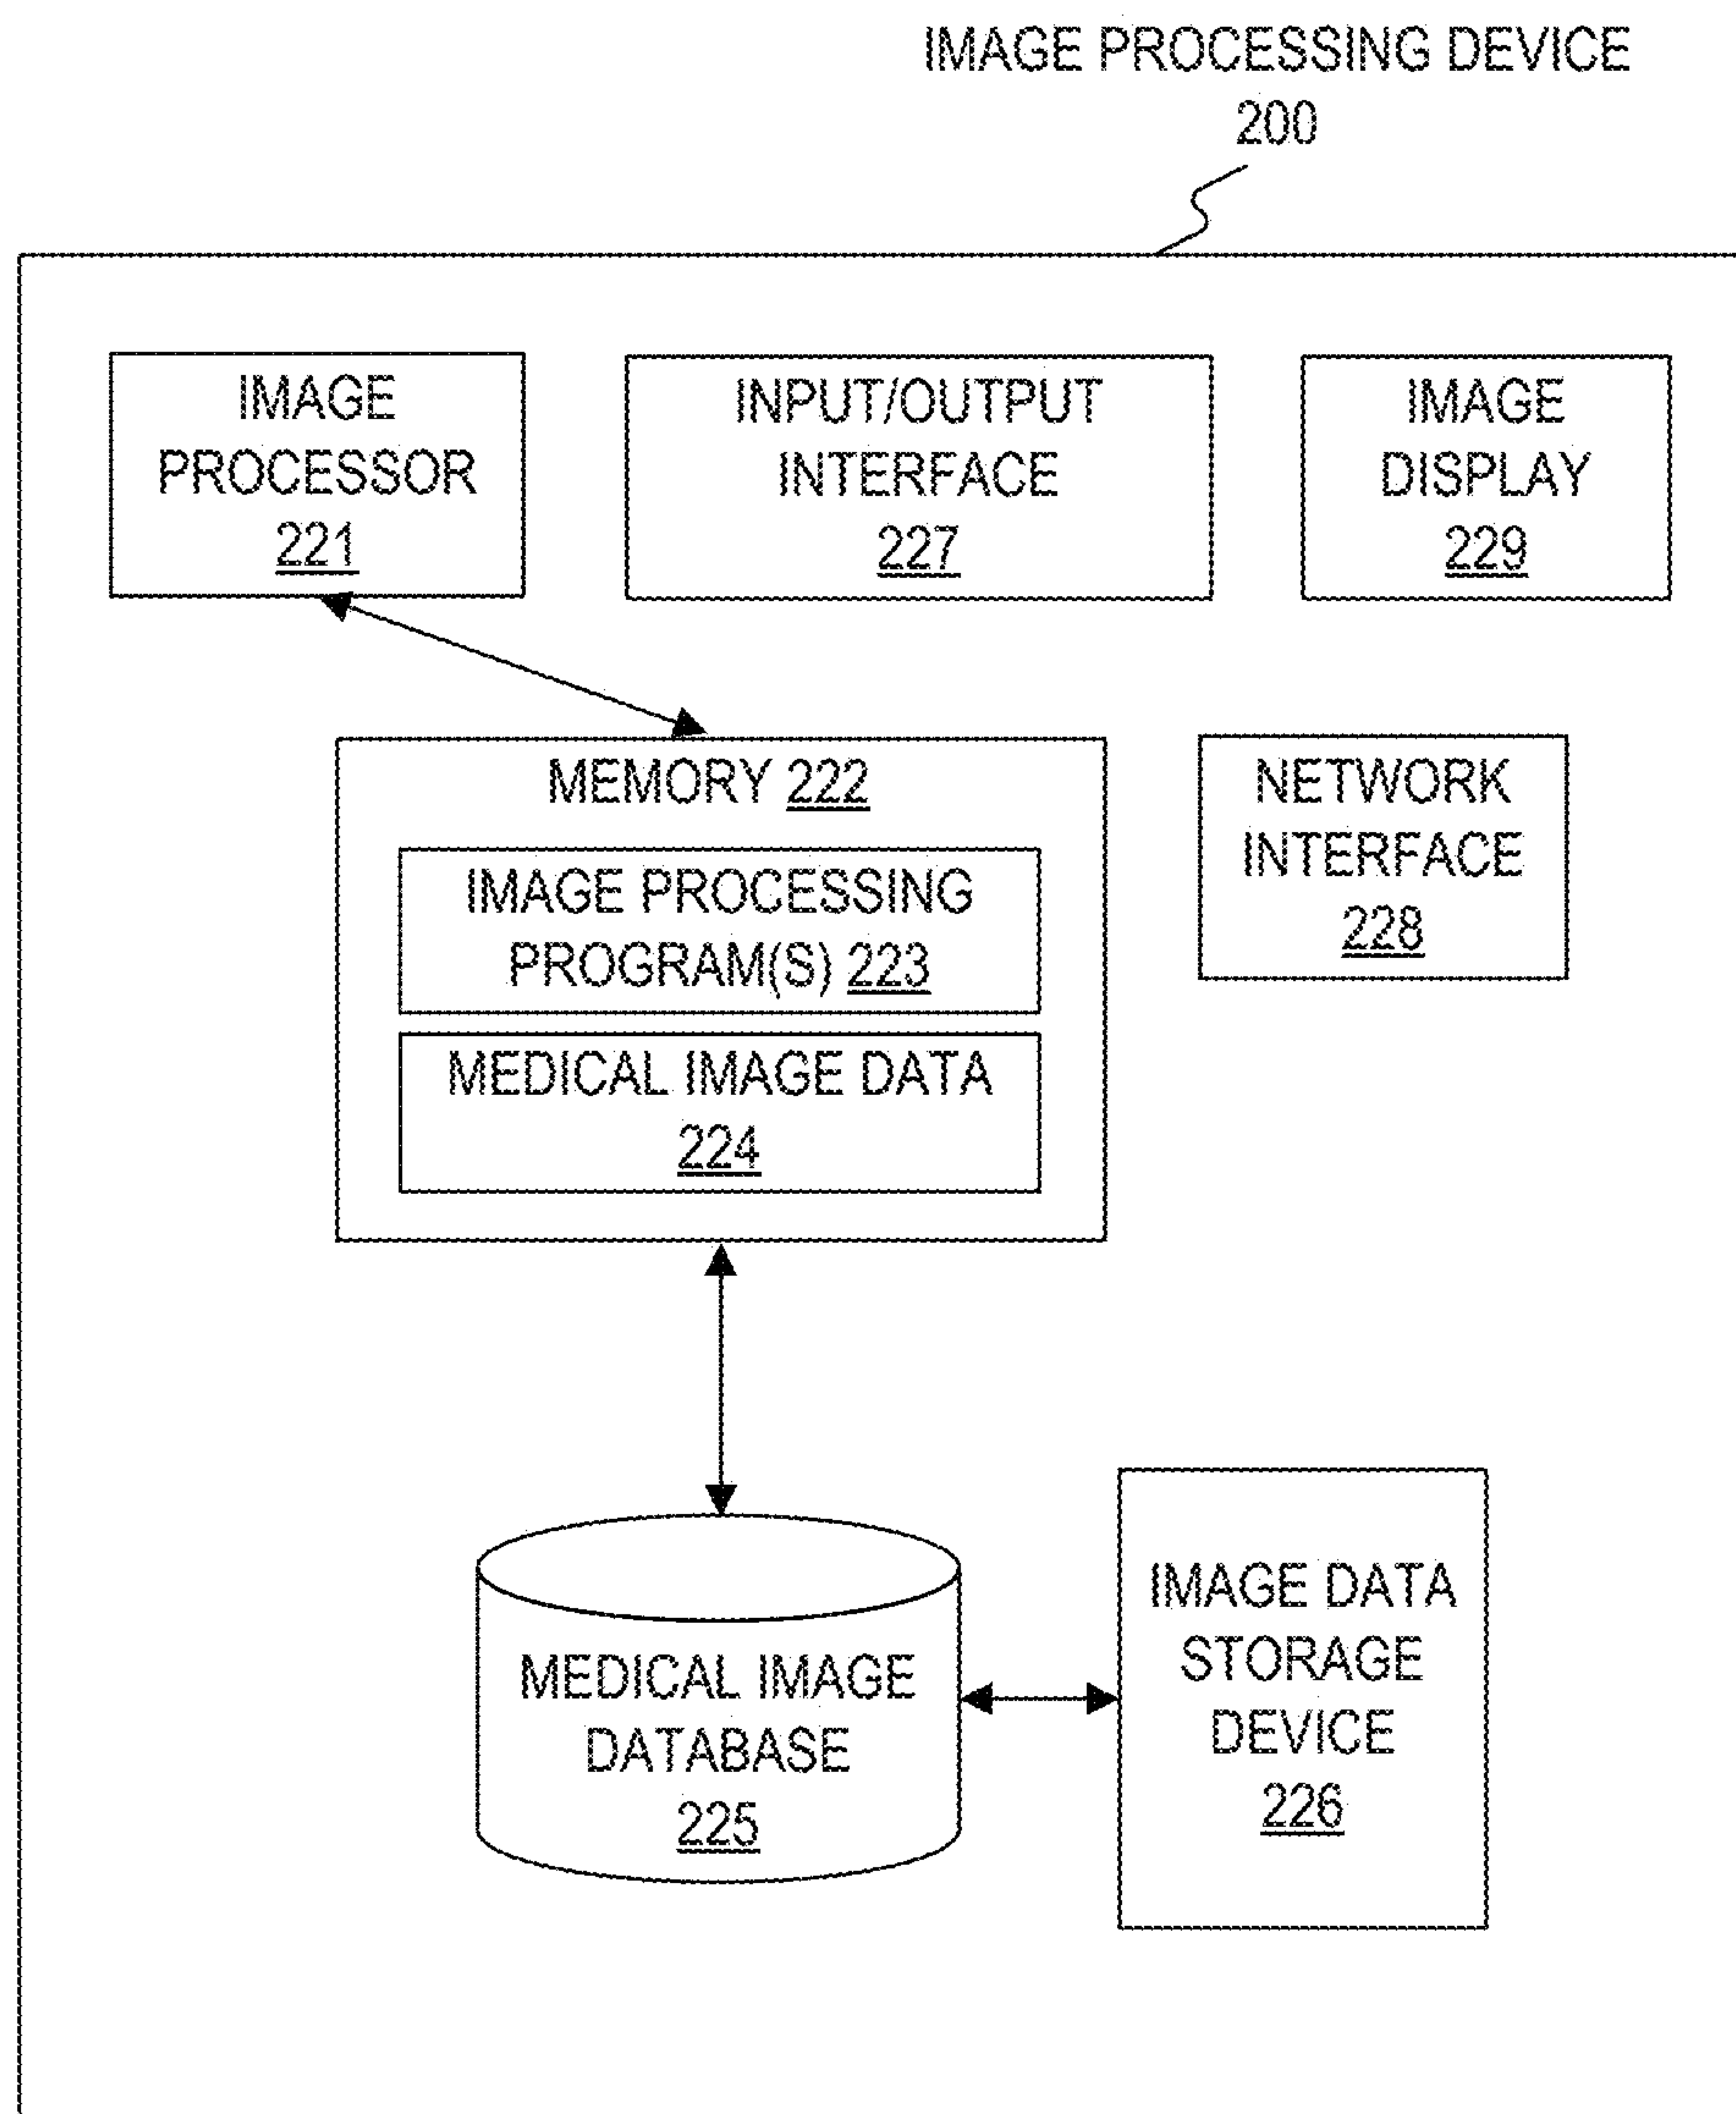 IMAGE PROCESSING DEVICE
200
IMAGE
PROCESSOR
221
INPUT/OUTPUT
INTERFACE
227
IMAGE
DISPLAY
229
MEMORY 222
IMAGE PROCESSING
PROGRAM(S) 223
MEDICAL IMAGE DATA
224
NETWORK
INTERFACE
228
MEDICAL IMAGE
DATABASE
225
IMAGE DATA
STORAGE
DEVICE
226